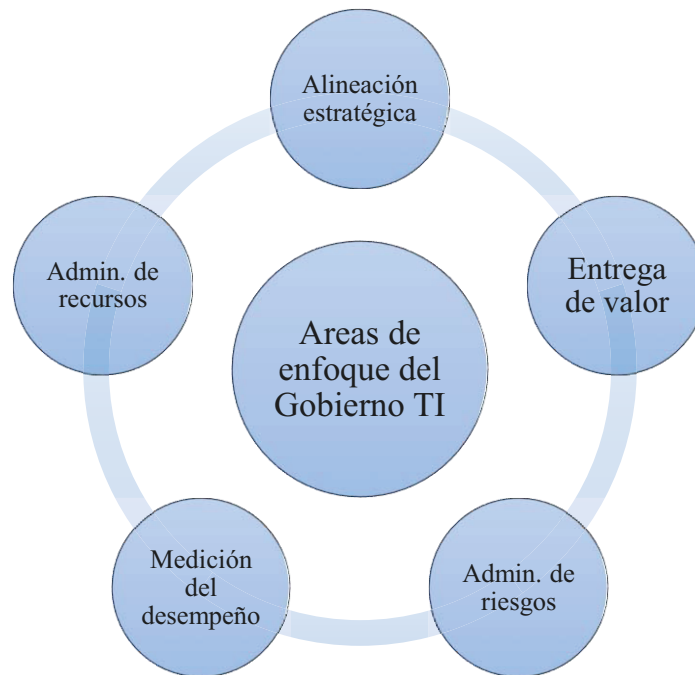 Alineación
estratégica
Entrega
de valor
Admin. de
riesgos
Medición
del
desempeño
Admin. de
recursos
Areas de
enfoque del
Gobierno TI